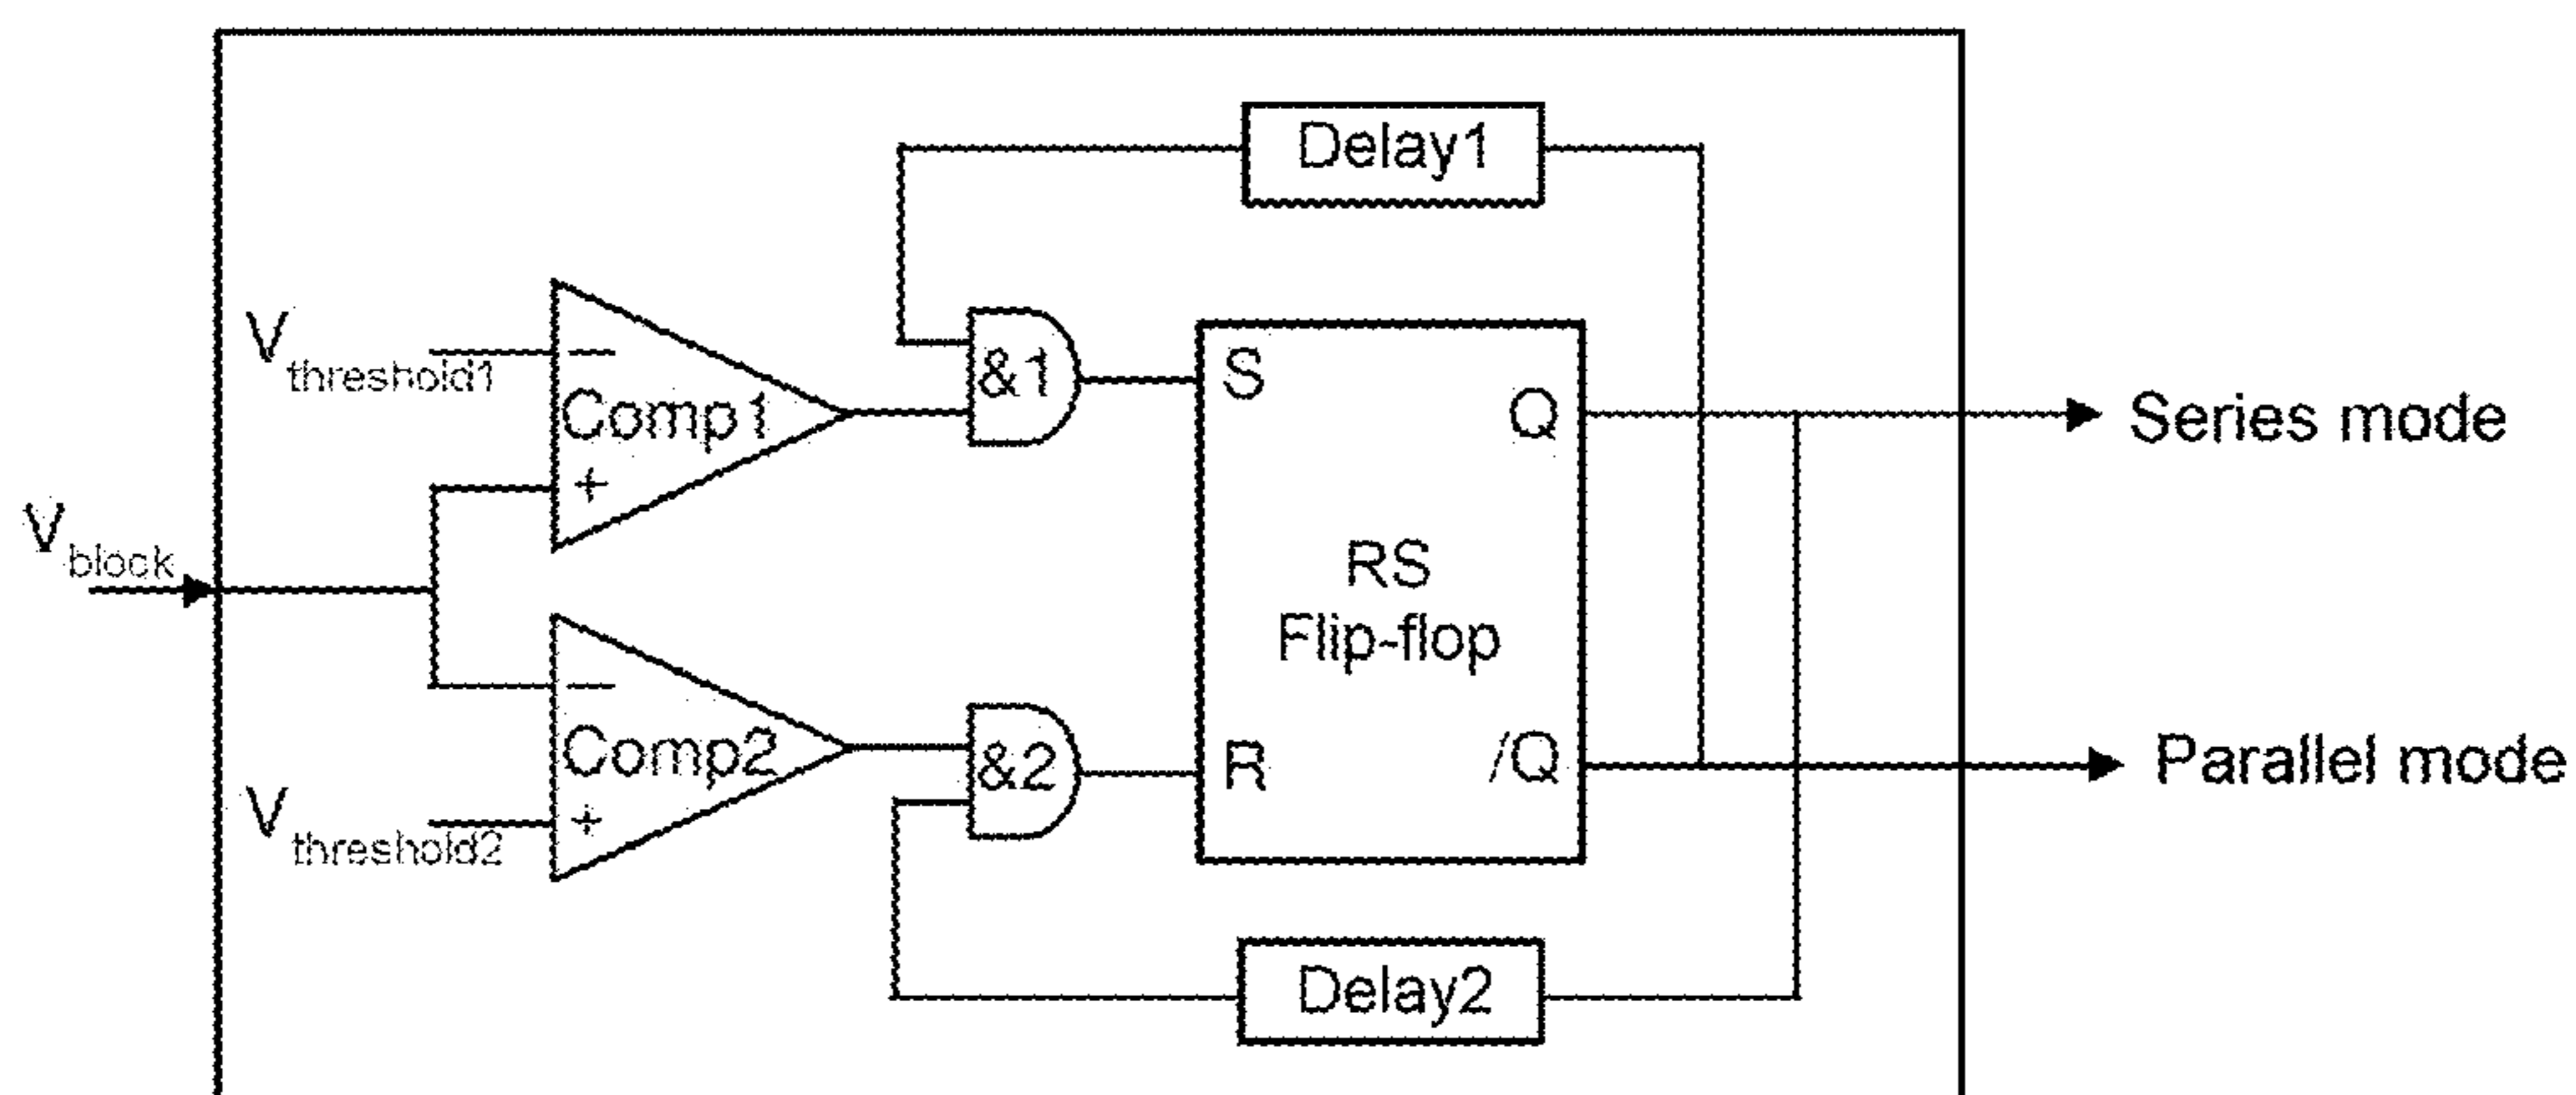 Delay1
V threshold1
−
Comp1
+
&1
S
Q
Series mode
V block
RS
Flip-flop
−
Comp2
+
V threshold2
&2
R
/Q
Parallel mode
Delay2